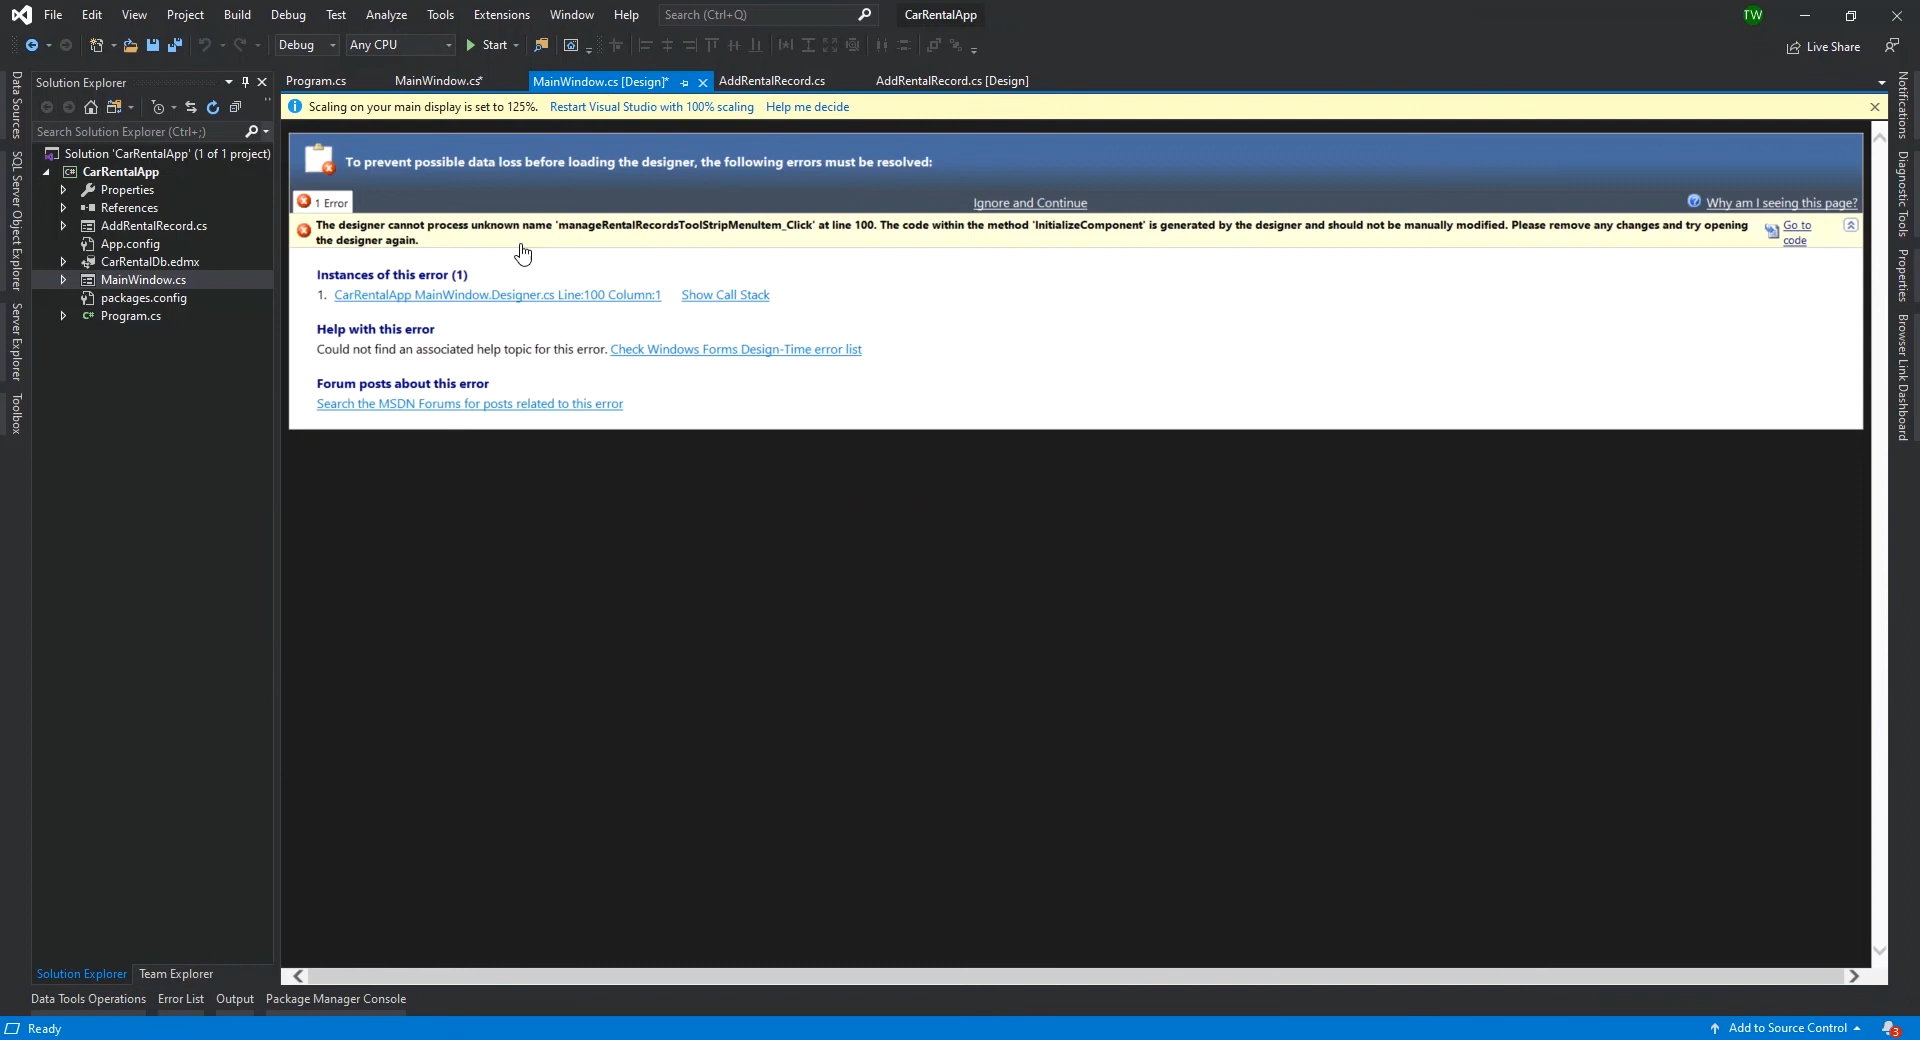 File Edit View Project Build Debug Test Analyze Tools Extensions Window Help Search (Ctrl+Q) CarRentalApp TW
Debug Any CPU Start Live Share
Solution Explorer
Program.cs MainWindow.cs* MainWindow.cs [Design]* AddRentalRecord.cs AddRentalRecord.cs [Design]
Scaling on your main display is set to 125%. Restart Visual Studio with 100% scaling Help me decide
Search Solution Explorer (Ctrl+;)
Solution 'CarRentalApp' (1 of 1 project)
C# CarRentalApp
Properties
References
AddRentalRecord.cs
App.config
CarRentalDb.edmx
MainWindow.cs
packages.config
C# Program.cs
Data Sources
SQL Server Object Explorer
Server Explorer
Toolbox
To prevent possible data loss before loading the designer, the following errors must be resolved:
1 Error Ignore and Continue Why am I seeing this page?
The designer cannot process unknown name 'manageRentalRecordsToolStripMenuItem_Click' at line 100. The code within the method 'InitializeComponent' is generated by the designer and should not be manually modified. Please remove any changes and try opening Go to
the designer again. code
Instances of this error (1)
1. CarRentalApp MainWindow.Designer.cs Line:100 Column:1 Show Call Stack
Help with this error
Could not find an associated help topic for this error. Check Windows Forms Design-Time error list
Forum posts about this error
Search the MSDN Forums for posts related to this error
Notifications
Diagnostic Tools
Properties
Browser Link Dashboard
Solution Explorer Team Explorer
Data Tools Operations Error List Output Package Manager Console
Ready Add to Source Control 3